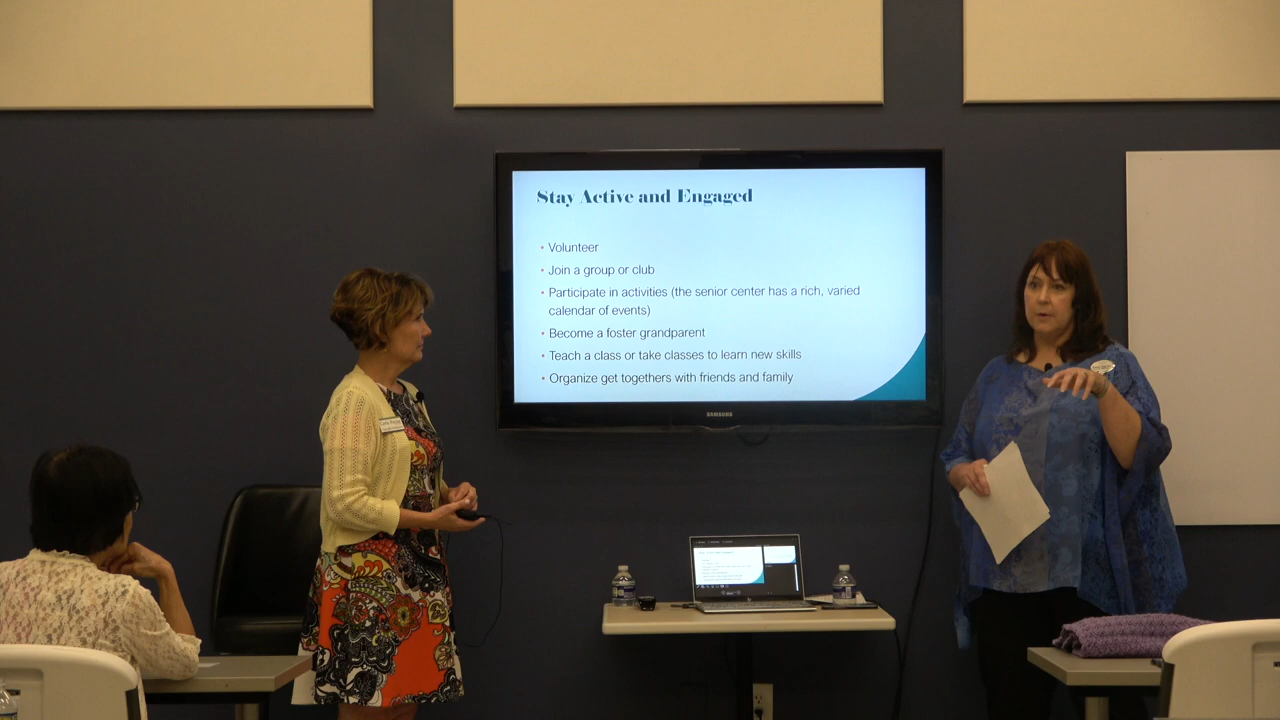 Stay Active and Engaged
• Volunteer
• Join a group or club
• Participate in activities (the senior center has a rich, varied
calendar of events)
• Become a foster grandparent
• Teach a class or take classes to learn new skills
• Organize get togethers with friends and family
SAMSUNG